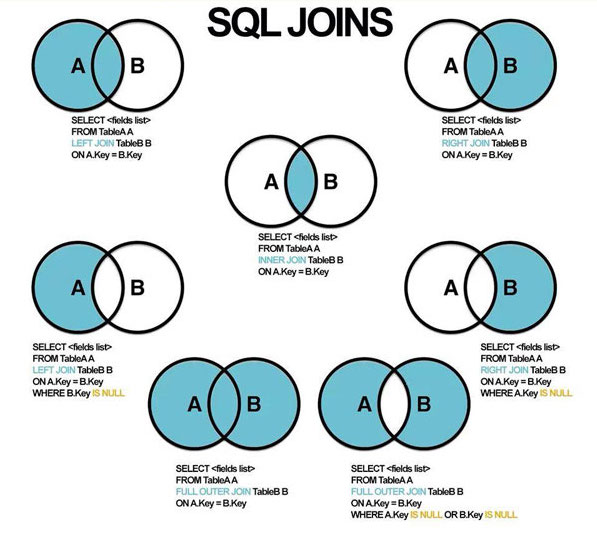 SQL JOINS
A B
SELECT <fields list>
FROM TableA A
LEFT JOIN TableB B
ON A.Key = B.Key
A B
SELECT <fields list>
FROM TableA A
RIGHT JOIN TableB B
ON A.Key = B.Key
A B
SELECT <fields list>
FROM TableA A
INNER JOIN TableB B
ON A.Key = B.Key
A B
SELECT <fields list>
FROM TableA A
LEFT JOIN TableB B
ON A.Key = B.Key
WHERE B.Key IS NULL
A B
SELECT <fields list>
FROM TableA A
RIGHT JOIN TableB B
ON A.Key = B.Key
WHERE A.Key IS NULL
A B
SELECT <fields list>
FROM TableA A
FULL OUTER JOIN TableB B
ON A.Key = B.Key
A B
SELECT <fields list>
FROM TableA A
FULL OUTER JOIN TableB B
ON A.Key = B.Key
WHERE A.Key IS NULL OR B.Key IS NULL